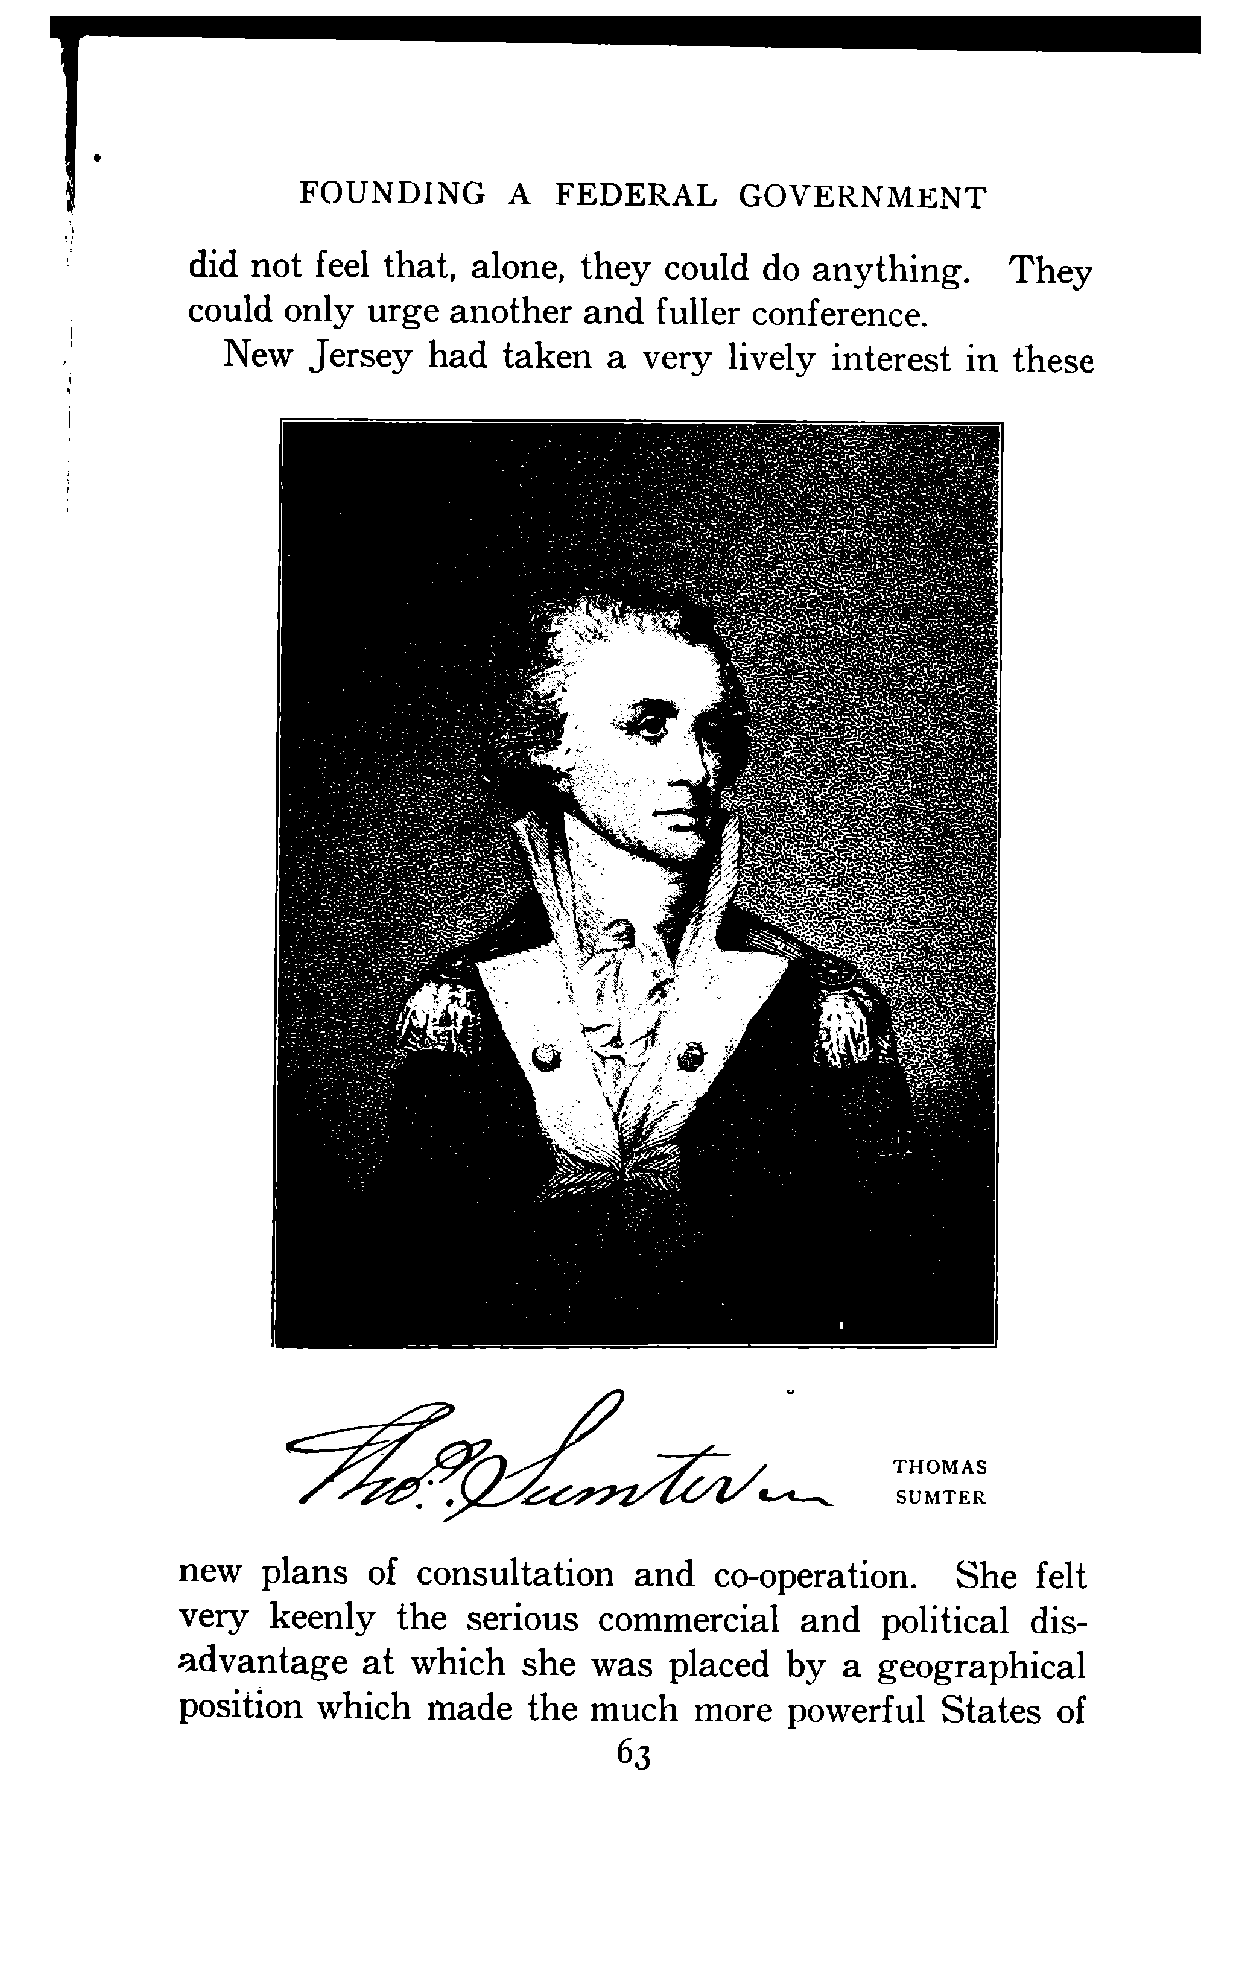 FOUNDING A FEDERAL GOVERNMENT
did not feel that, alone, they could do anything. They
could only urge another and fuller conference.
New Jersey had taken a very lively interest in these
Thos. Sumter
THOMAS
SUMTER
new plans of consultation and co-operation. She felt
very keenly the serious commercial and political dis-
advantage at which she was placed by a geographical
position which made the much more powerful States of
63